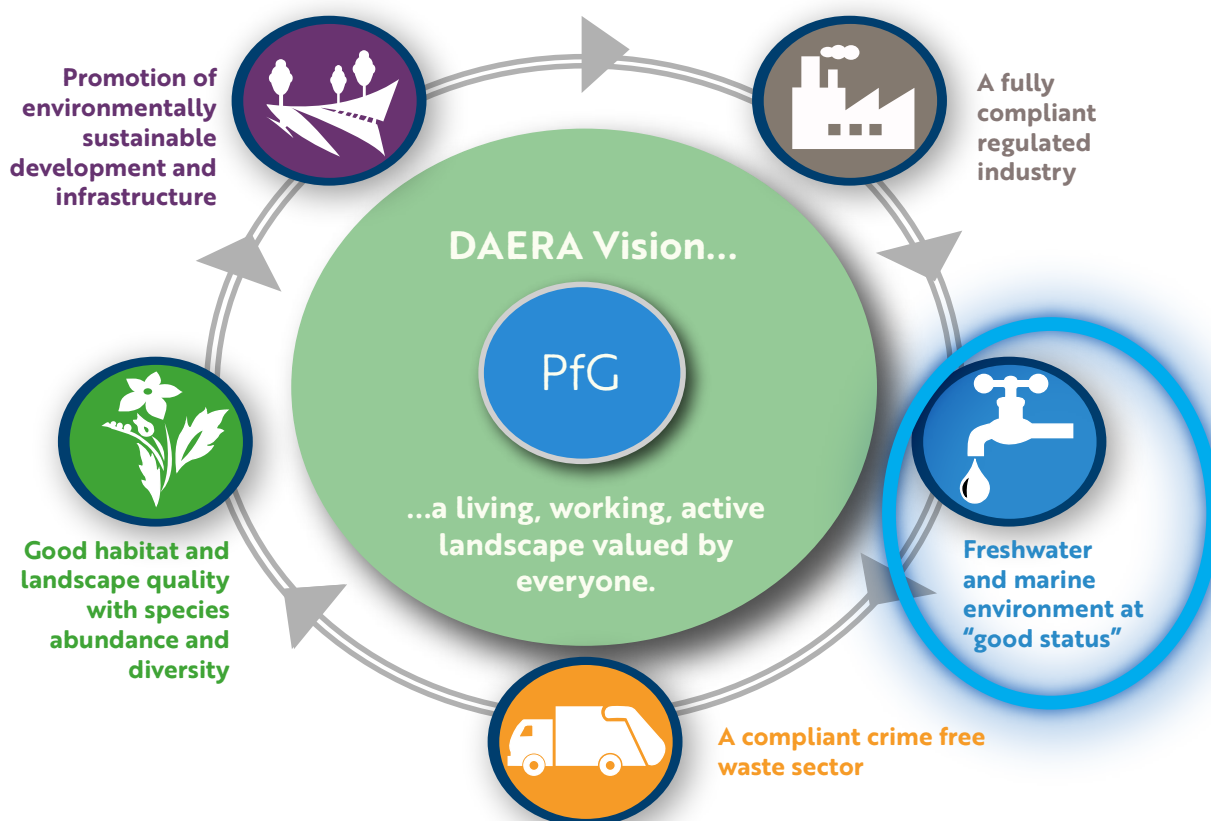 Promotion of
environmentally
sustainable
development and
infrastructure
A fully
compliant
regulated
industry
DAERA Vision...
PfG
...a living, working, active
landscape valued by
everyone.
Good habitat and
landscape quality
with species
abundance and
diversity
Freshwater
and marine
environment at
“good status”
A compliant crime free
waste sector